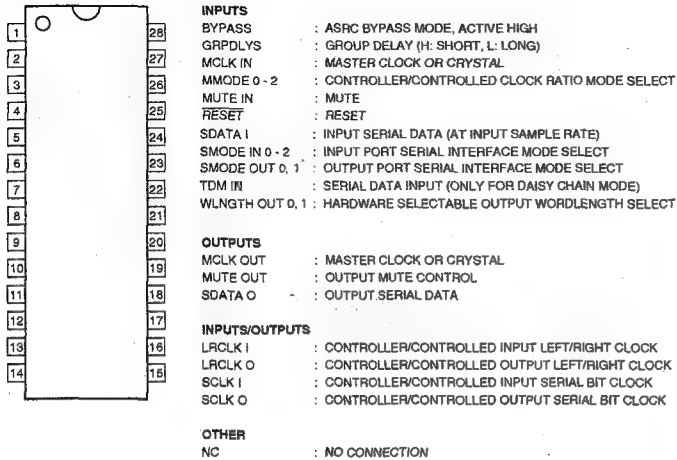 1
2
3
4
5
6
7
8
9
10
11
12
13
14
28
27
26
25
24
23
22
21
20
19
18
17
16
15
INPUTS
BYPASS : ASRC BYPASS MODE, ACTIVE HIGH
GRPDLYS : GROUP DELAY (H: SHORT, L: LONG)
MCLK IN : MASTER CLOCK OR CRYSTAL
MMODE 0 - 2 : CONTROLLER/CONTROLLED CLOCK RATIO MODE SELECT
MUTE IN : MUTE
RESET : RESET
SDATA I : INPUT SERIAL DATA (AT INPUT SAMPLE RATE)
SMODE IN 0 - 2 : INPUT PORT SERIAL INTERFACE MODE SELECT
SMODE OUT 0, 1 : OUTPUT PORT SERIAL INTERFACE MODE SELECT
TDM IN : SERIAL DATA INPUT (ONLY FOR DAISY CHAIN MODE)
WLNGTH OUT 0, 1 : HARDWARE SELECTABLE OUTPUT WORDLENGTH SELECT
OUTPUTS
MCLK OUT : MASTER CLOCK OR CRYSTAL
MUTE OUT : OUTPUT MUTE CONTROL
SDATA O : OUTPUT SERIAL DATA
INPUTS/OUTPUTS
LRCLK I : CONTROLLER/CONTROLLED INPUT LEFT/RIGHT CLOCK
LRCLK O : CONTROLLER/CONTROLLED OUTPUT LEFT/RIGHT CLOCK
SCLK I : CONTROLLER/CONTROLLED INPUT SERIAL BIT CLOCK
SCLK O : CONTROLLER/CONTROLLED OUTPUT SERIAL BIT CLOCK
OTHER
NC : NO CONNECTION